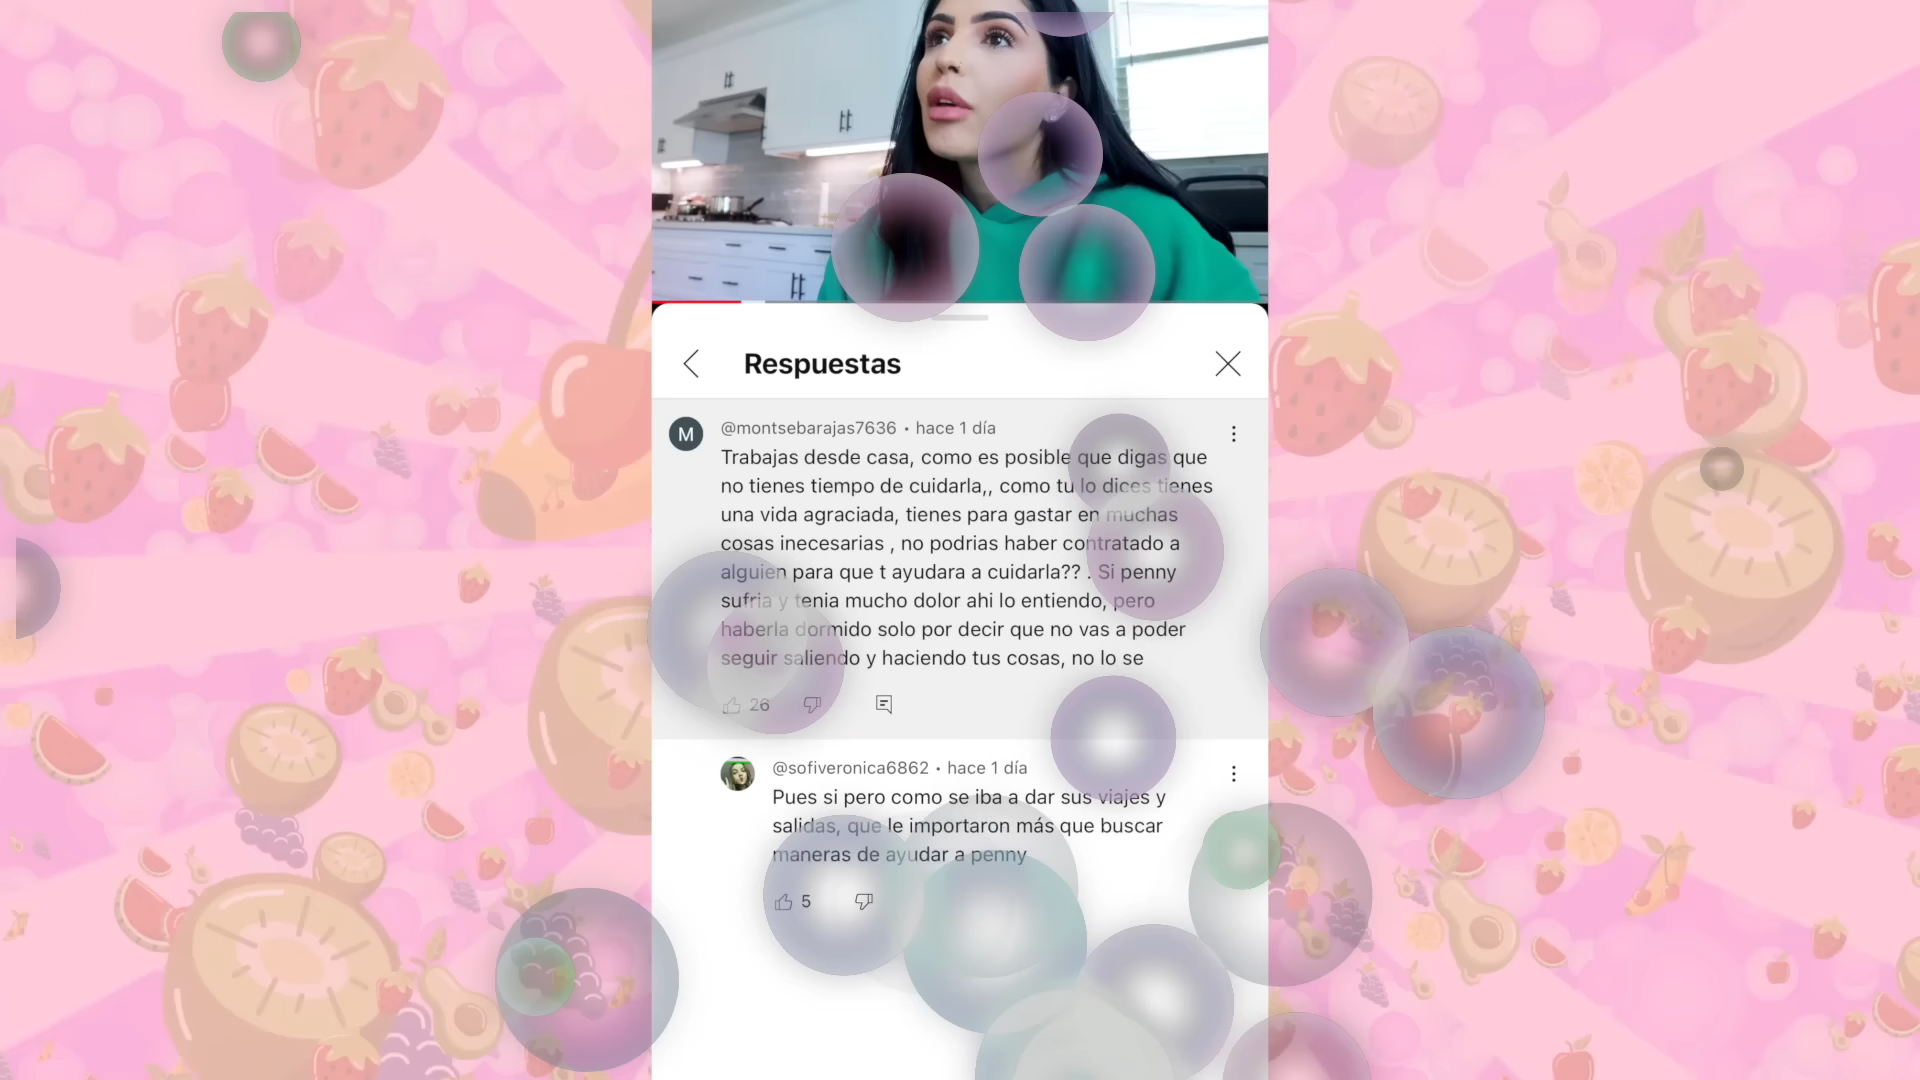 Respuestas
M
@montsebarajas7636 • hace 1 día
Trabajas desde casa, como es posible que digas que
no tienes tiempo de cuidarla,, como tu lo dices tienes
una vida agraciada, tienes para gastar en muchas
cosas inecesarias , no podrias haber contratado a
alguien para que t ayudara a cuidarla?? . Si penny
sufria y tenia mucho dolor ahi lo entiendo, pero
haberla dormido solo por decir que no vas a poder
seguir saliendo y haciendo tus cosas, no lo se
26
@sofiveronica6862 • hace 1 día
Pues si pero como se iba a dar sus viajes y
salidas, que le importaron más que buscar
maneras de ayudar a penny
5